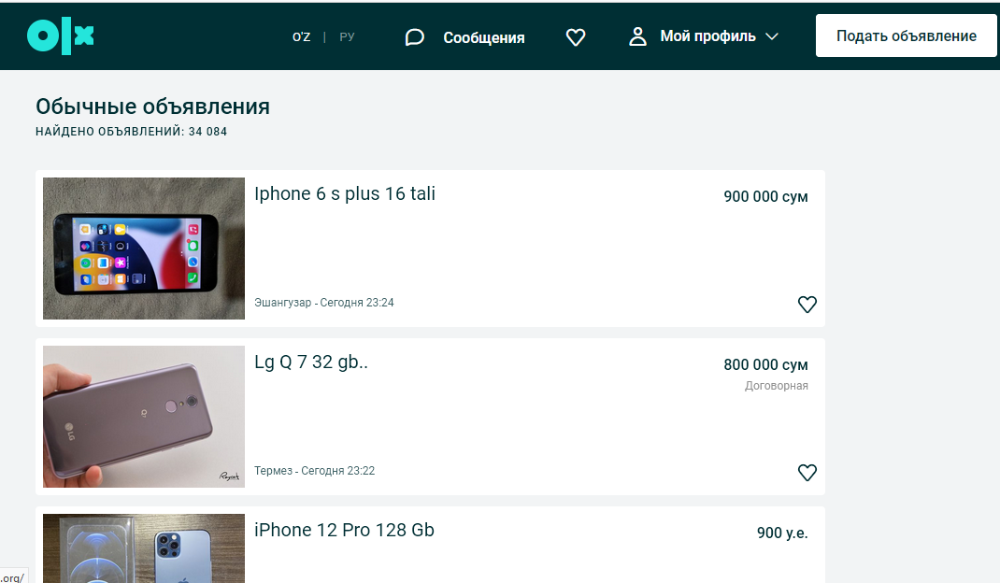 olx
O'Z | РУ
Сообщения
Мой профиль
Подать объявление
Обычные объявления
НАЙДЕНО ОБЪЯВЛЕНИЙ: 34 084
Iphone 6 s plus 16 tali
900 000 сум
Эшангузар - Сегодня 23:24
Lg Q 7 32 gb..
800 000 сум
Договорная
LG
Термез - Сегодня 23:22
iPhone 12 Pro 128 Gb
900 у.е.
.org/